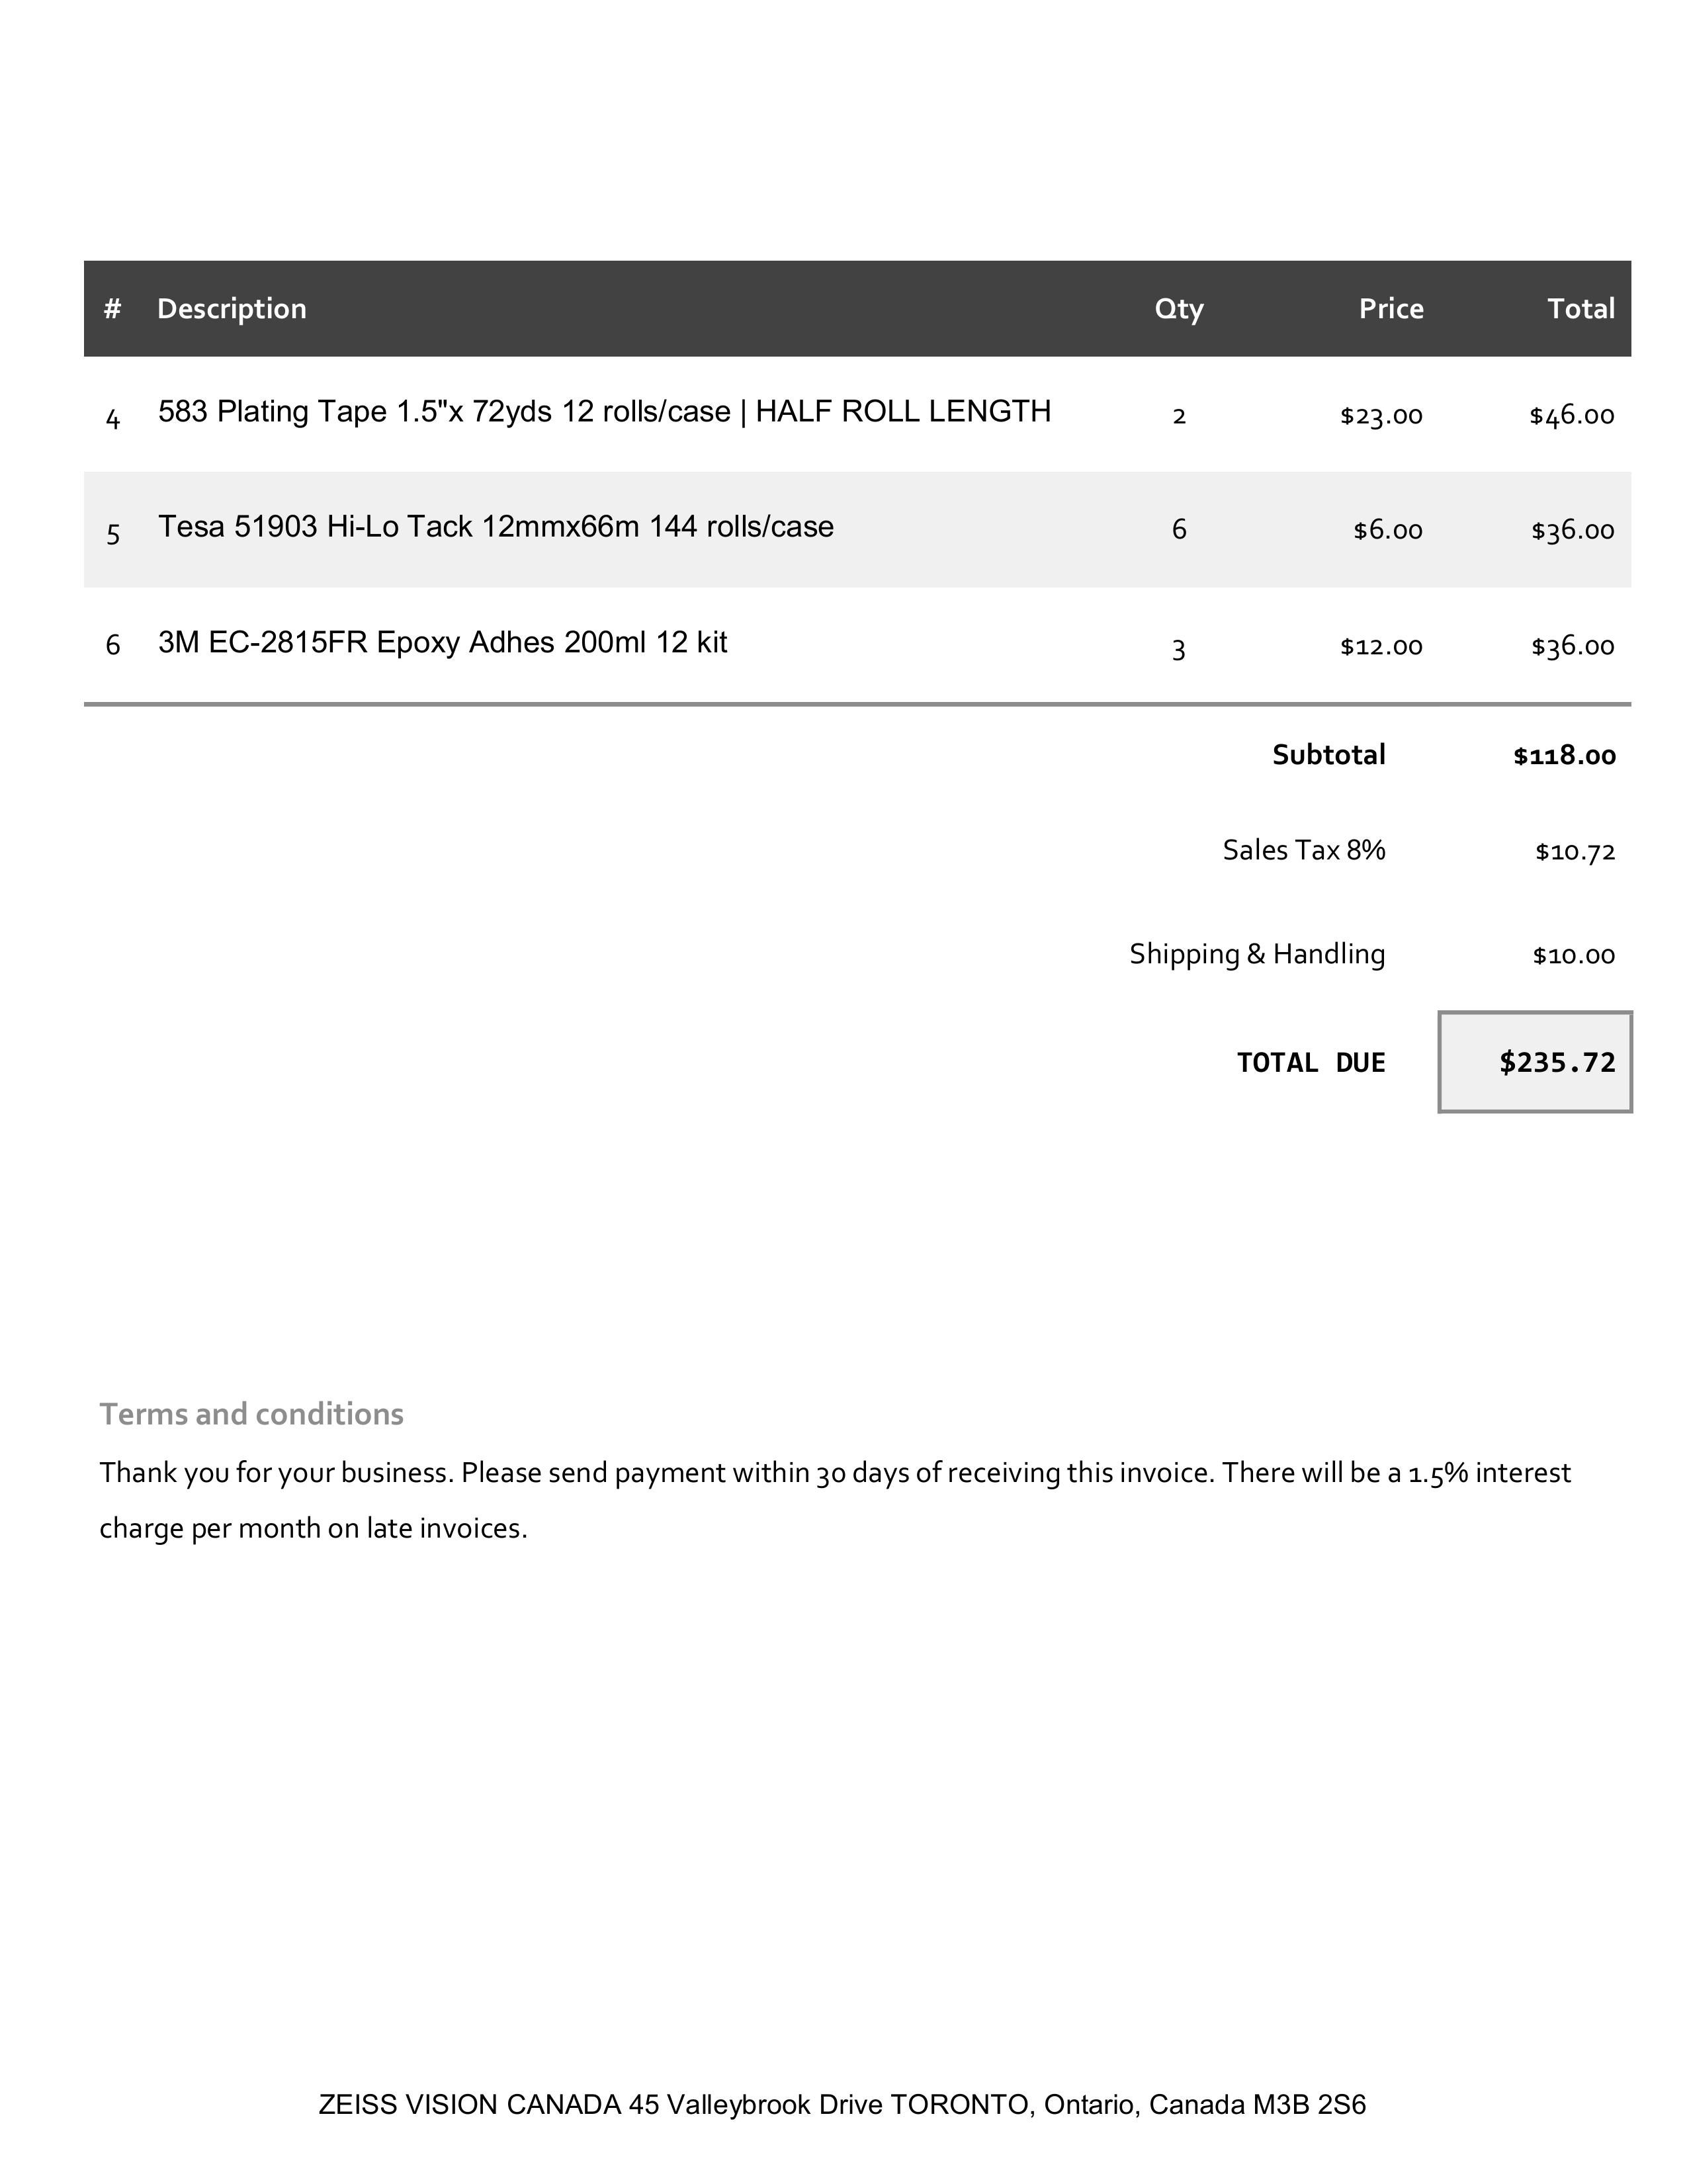 # Description Qty Price Total
4 583 Plating Tape 1.5"x 72yds 12 rolls/case | HALF ROLL LENGTH 2 $23.00 $46.00
5 Tesa 51903 Hi-Lo Tack 12mmx66m 144 rolls/case 6 $6.00 $36.00
6 3M EC-2815FR Epoxy Adhes 200ml 12 kit 3 $12.00 $36.00
Subtotal $118.00
Sales Tax 8% $10.72
Shipping & Handling $10.00
TOTAL DUE $235.72
Terms and conditions
Thank you for your business. Please send payment within 30 days of receiving this invoice. There will be a 1.5% interest
charge per month on late invoices.
ZEISS VISION CANADA 45 Valleybrook Drive TORONTO, Ontario, Canada M3B 2S6